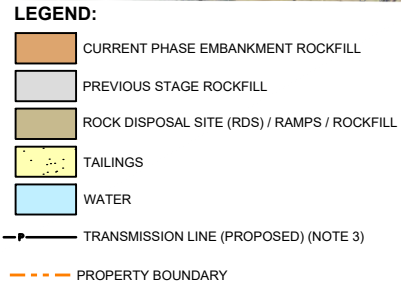 LEGEND:
CURRENT PHASE EMBANKMENT ROCKFILL
PREVIOUS STAGE ROCKFILL
ROCK DISPOSAL SITE (RDS) / RAMPS / ROCKFILL
TAILINGS
WATER
P TRANSMISSION LINE (PROPOSED) (NOTE 3)
PROPERTY BOUNDARY